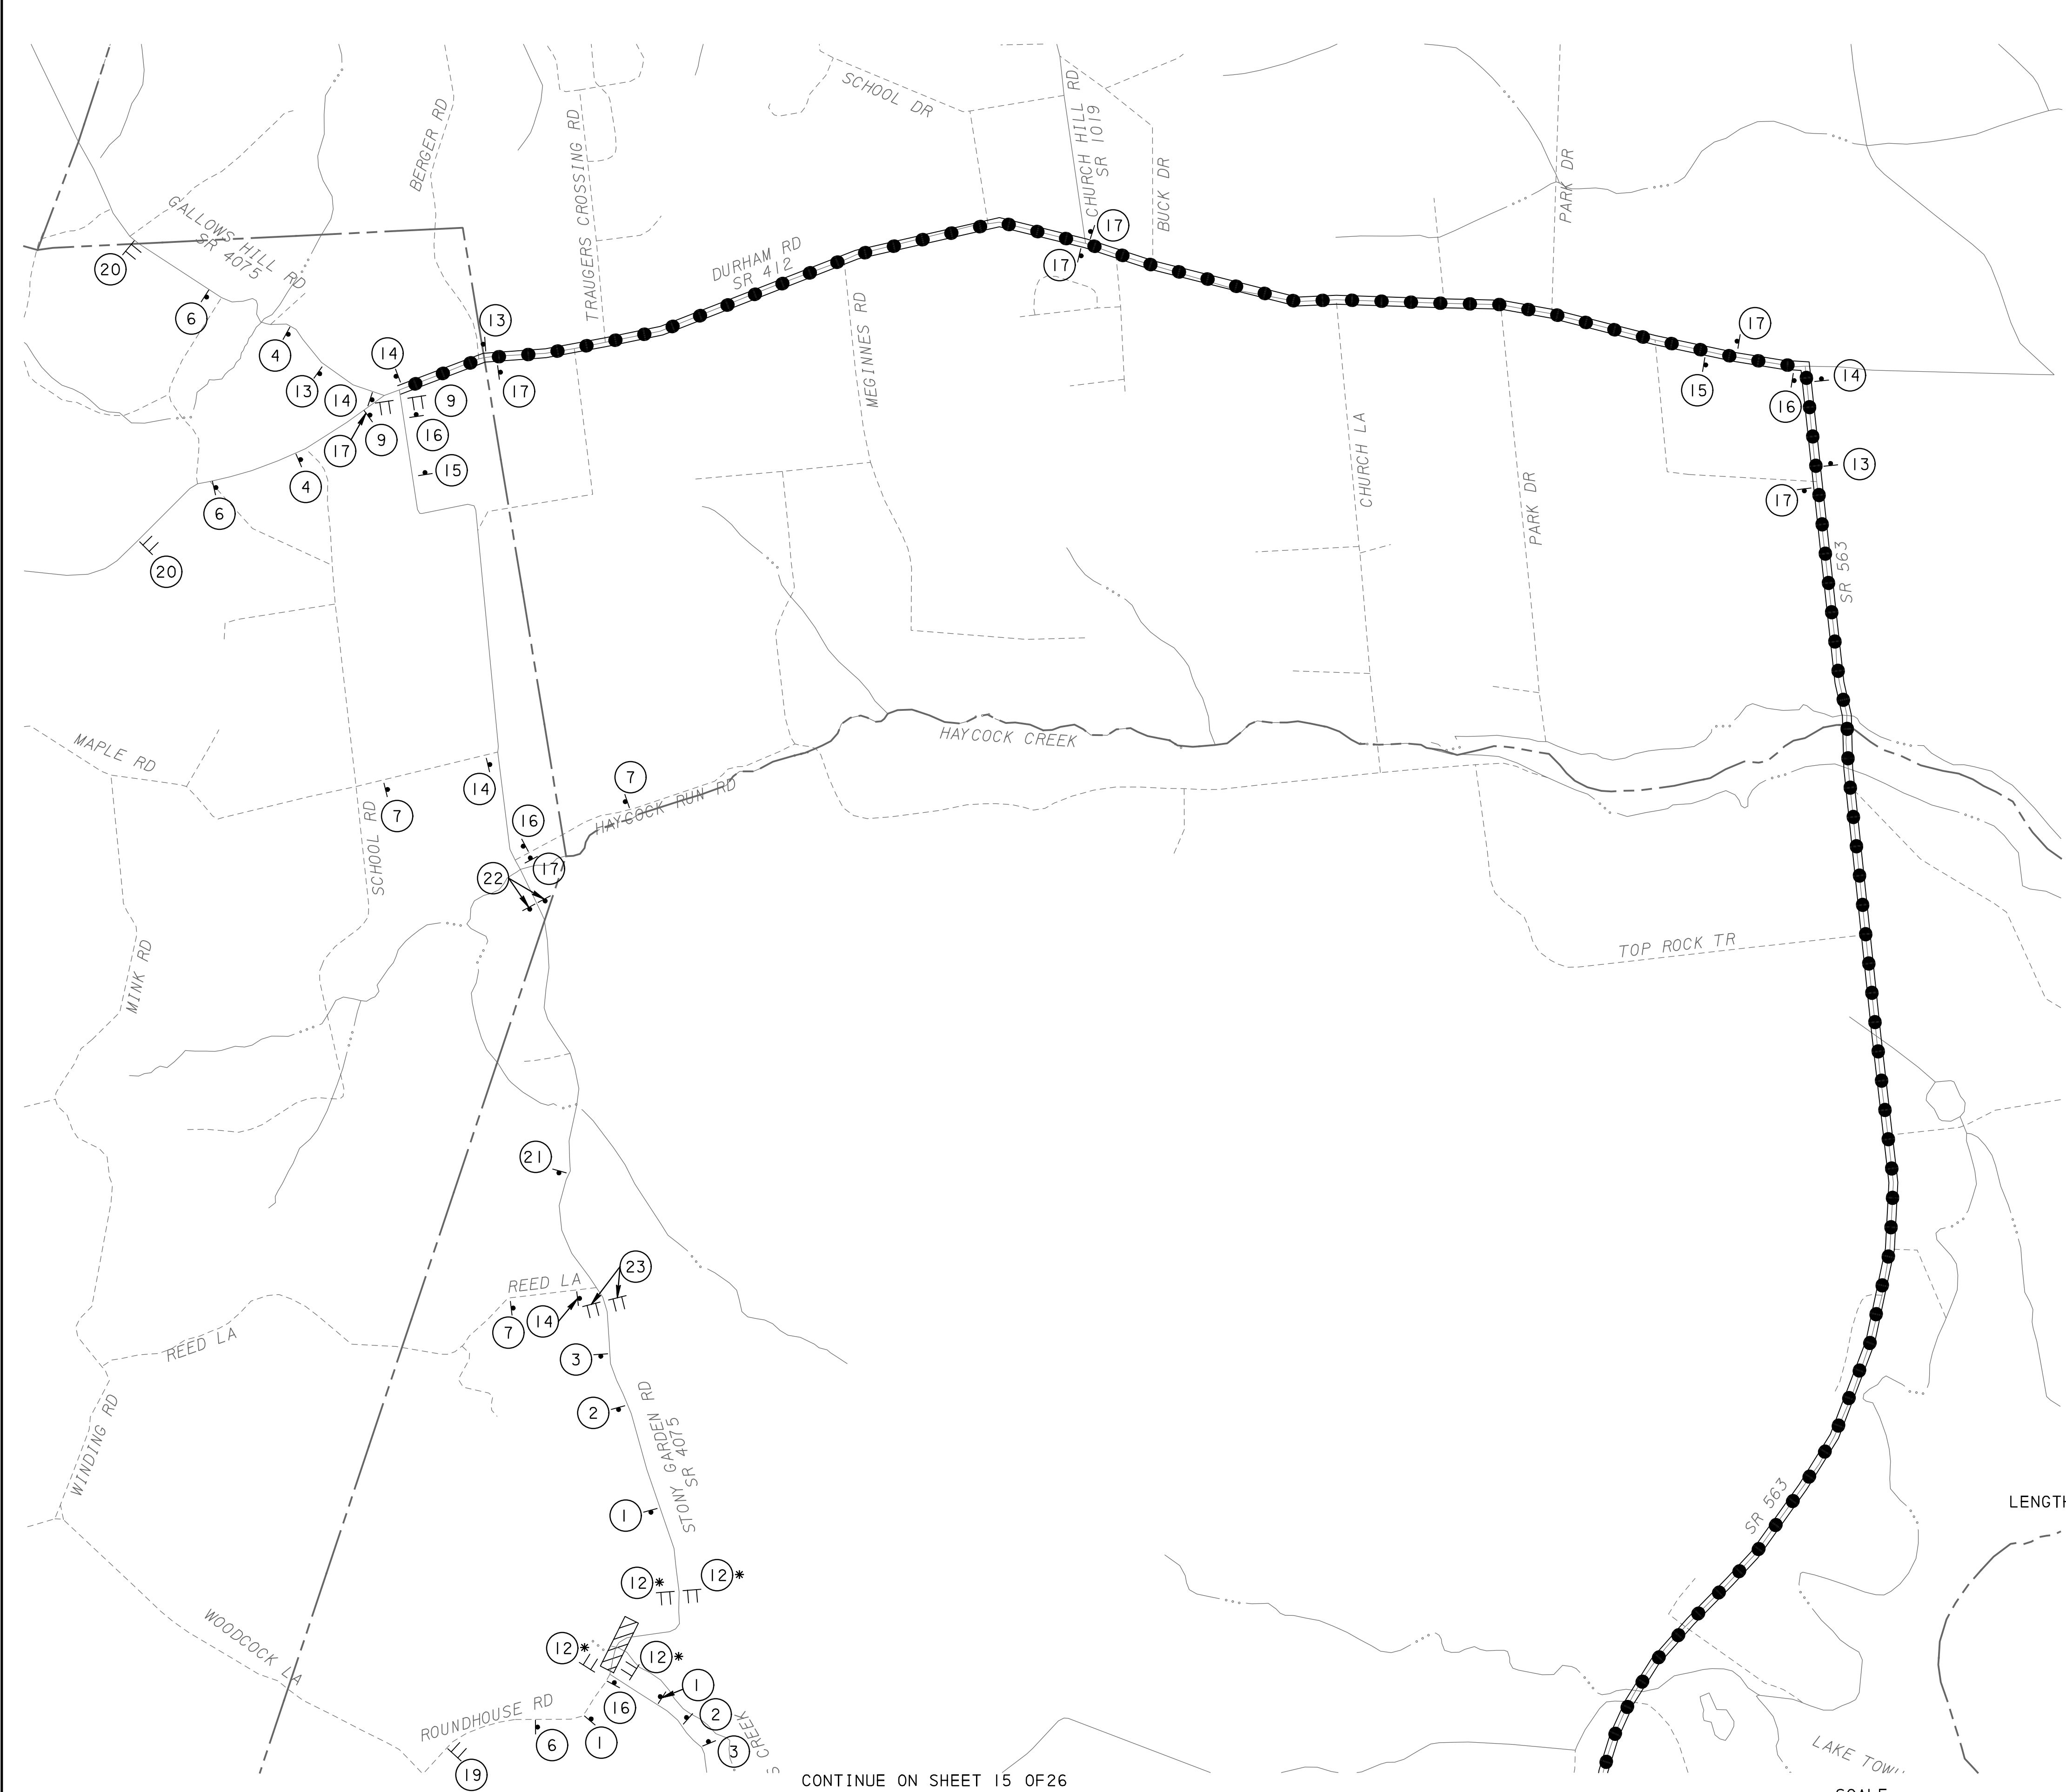 SCHOOL DR
CHURCH HILL RD
SR 1019
BERGER RD
TRAUGERS CROSSING RD
BUCK DR
PARK DR
GALLOWS HILL RD
SR 4075
17
DURHAM RD
SR 412
17
20
6
13
17
MEGINNES RD
4
14
13
14
9
17
15
14
16
17
9
16
CHURCH LA
15
13
4
6
17
PARK DR
20
SR 563
MAPLE RD
HAYCOCK CREEK
14
7
7
HAYCOCK RUN RD
SCHOOL RD
16
17
22
TOP ROCK TR
MINK RD
21
23
REED LA
14
7
REED LA
3
2
STONY GARDEN RD
SR 4075
WINDING RD
1
SR 563
LENGTH
12*
12*
WOODCOCK LA
12*
12*
1
16
2
ROUNDHOUSE RD
6
1
3
CREEK
19
LAKE
CONTINUE ON SHEET 15 OF26